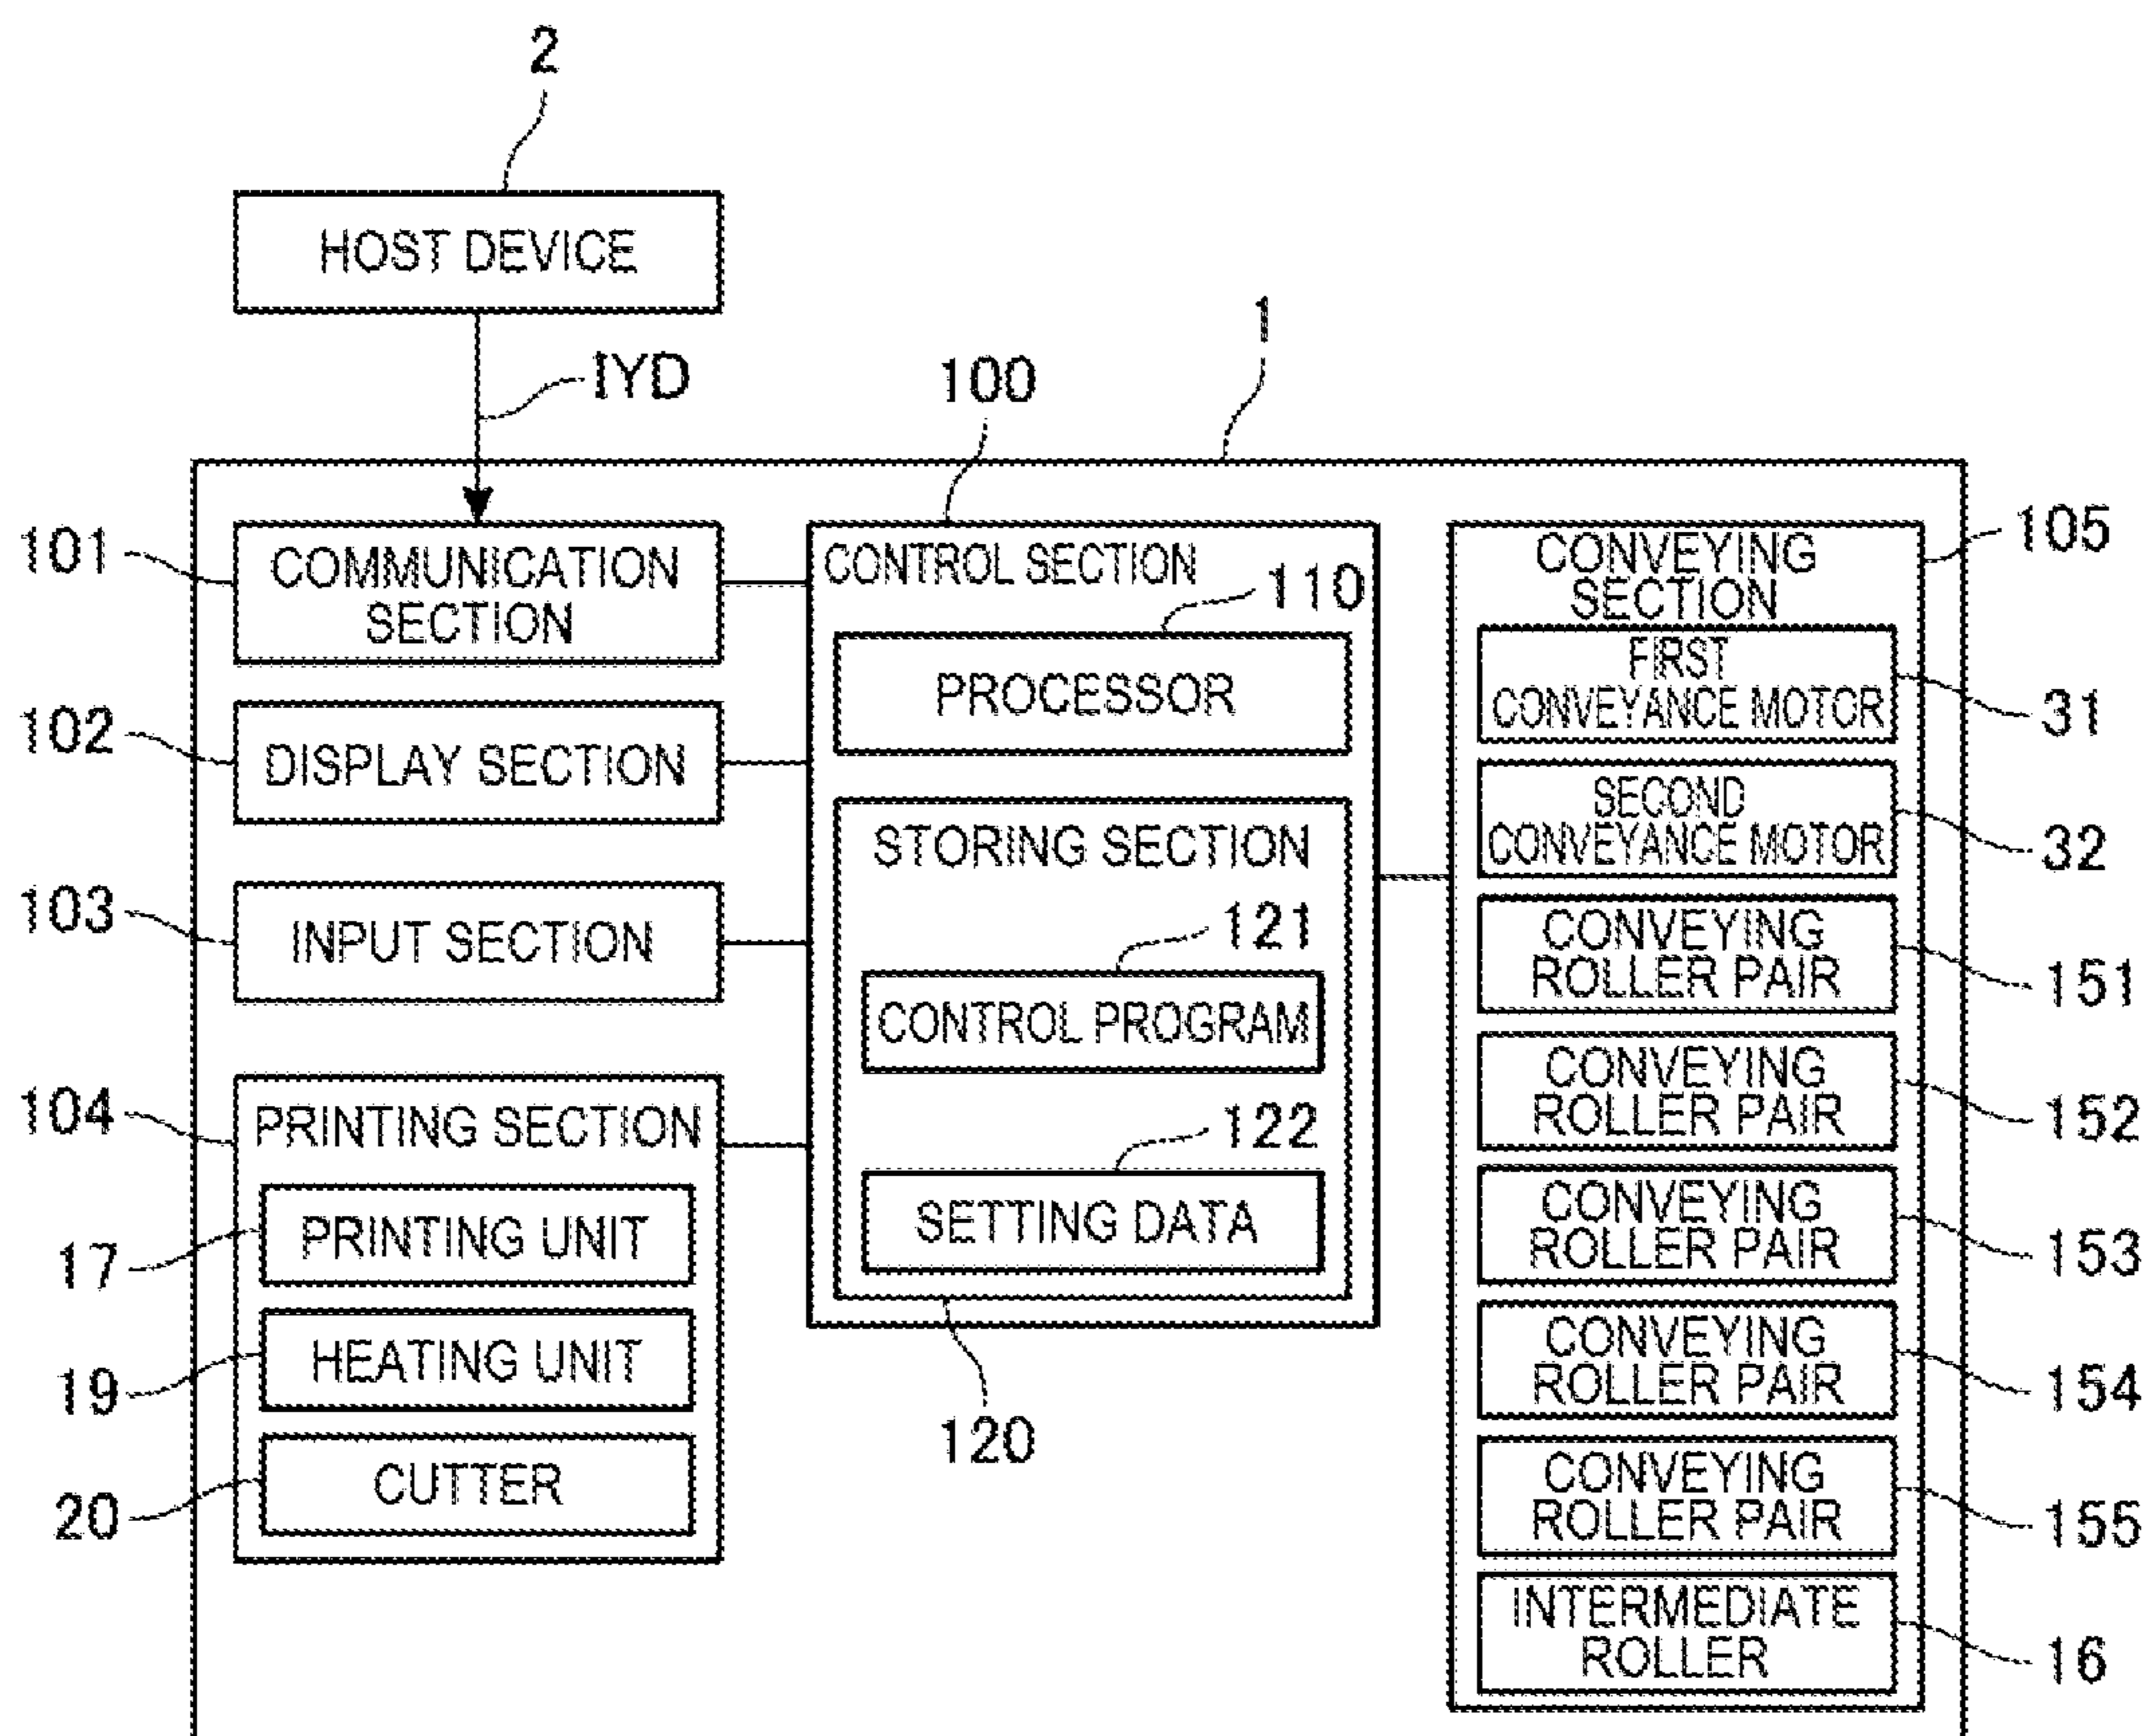 2
HOST DEVICE
IYD
1
100
101
COMMUNICATION
SECTION
102
DISPLAY SECTION
103
INPUT SECTION
104
PRINTING SECTION
17
PRINTING UNIT
19
HEATING UNIT
20
CUTTER
CONTROL SECTION
110
PROCESSOR
STORING SECTION
121
CONTROL PROGRAM
122
SETTING DATA
120
CONVEYING
SECTION
105
FIRST
CONVEYANCE MOTOR
31
SECOND
CONVEYANCE MOTOR
32
CONVEYING
ROLLER PAIR
151
CONVEYING
ROLLER PAIR
152
CONVEYING
ROLLER PAIR
153
CONVEYING
ROLLER PAIR
154
CONVEYING
ROLLER PAIR
155
INTERMEDIATE
ROLLER
16